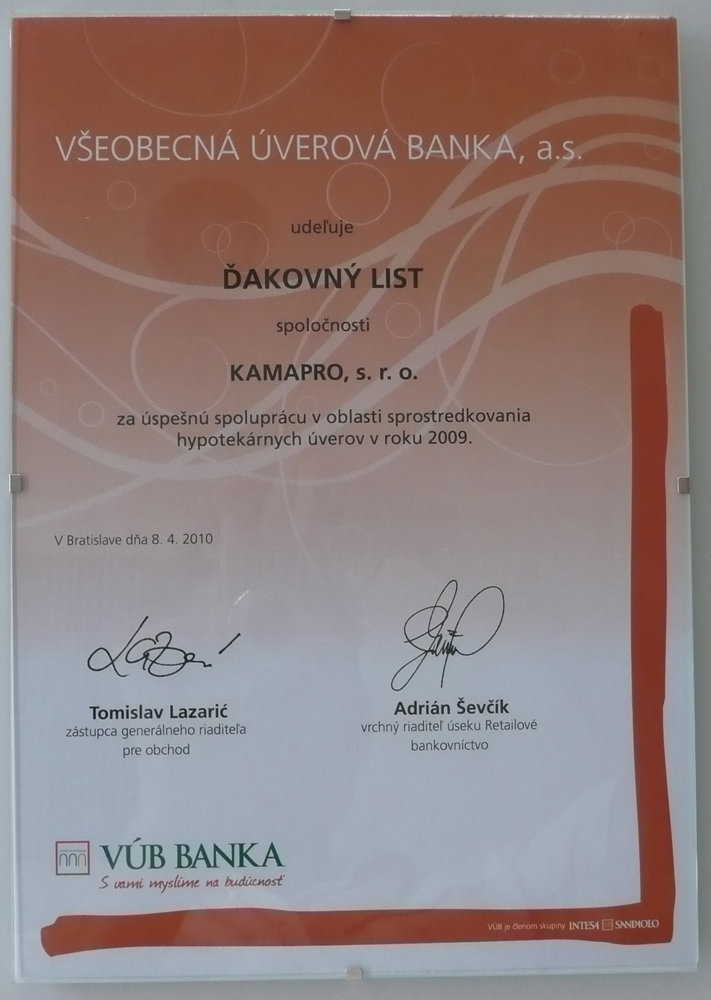 VŠEOBECNÁ ÚVEROVÁ BANKA, a.s.
udeľuje
ĎAKOVNÝ LIST
spoločnosti
KAMAPRO, s. r. o.
za úspešnú spoluprácu v oblasti sprostredkovania
hypotekárnych úverov v roku 2009.
V Bratislave dňa 8. 4. 2010
Tomislav Lazarić
zástupca generálneho riaditeľa
pre obchod
Adrián Ševčík
vrchný riaditeľ úseku Retailové
bankovníctvo
VÚB BANKA
S vami myslíme na budúcnosť
VÚB je členom skupiny INTESA SANPAOLO